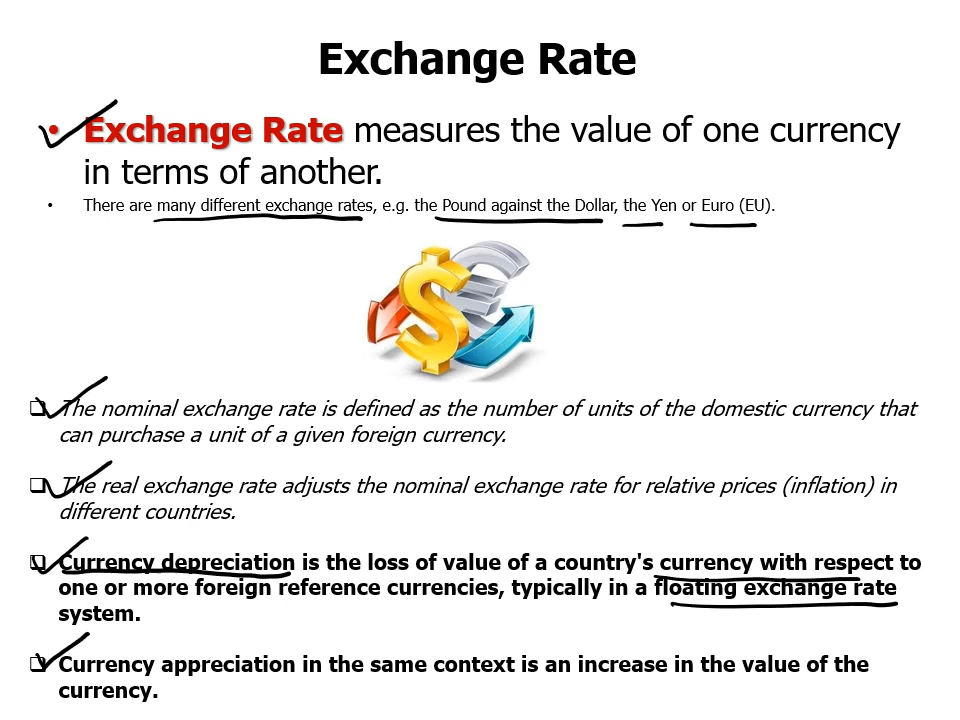 Exchange Rate
• Exchange Rate measures the value of one currency
in terms of another.
• There are many different exchange rates, e.g. the Pound against the Dollar, the Yen or Euro (EU).
❑ The nominal exchange rate is defined as the number of units of the domestic currency that
can purchase a unit of a given foreign currency.
❑ The real exchange rate adjusts the nominal exchange rate for relative prices (inflation) in
different countries.
❑ Currency depreciation is the loss of value of a country's currency with respect to
one or more foreign reference currencies, typically in a floating exchange rate
system.
❑ Currency appreciation in the same context is an increase in the value of the
currency.